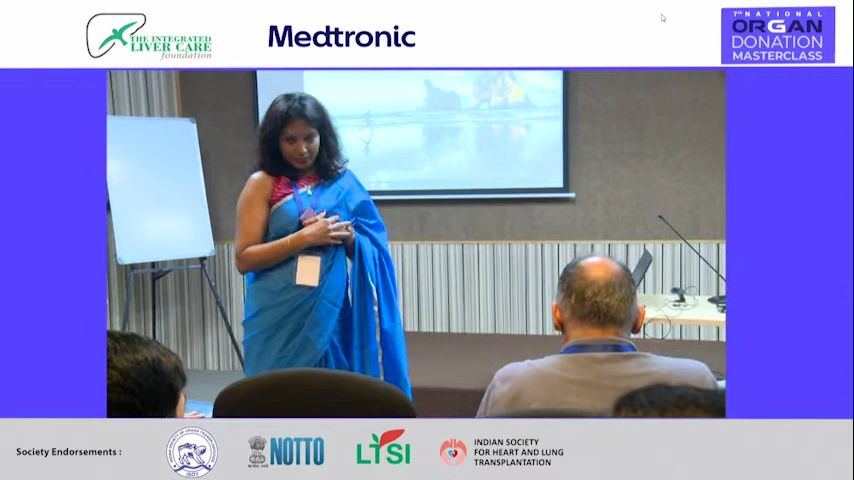 THE INTEGRATED
LIVER CARE
foundation
Medtronic
7TH NATIONAL
ORGAN
DONATION
MASTERCLASS
Society Endorsements :
NOTTO
LTSI
INDIAN SOCIETY
FOR HEART AND LUNG
TRANSPLANTATION